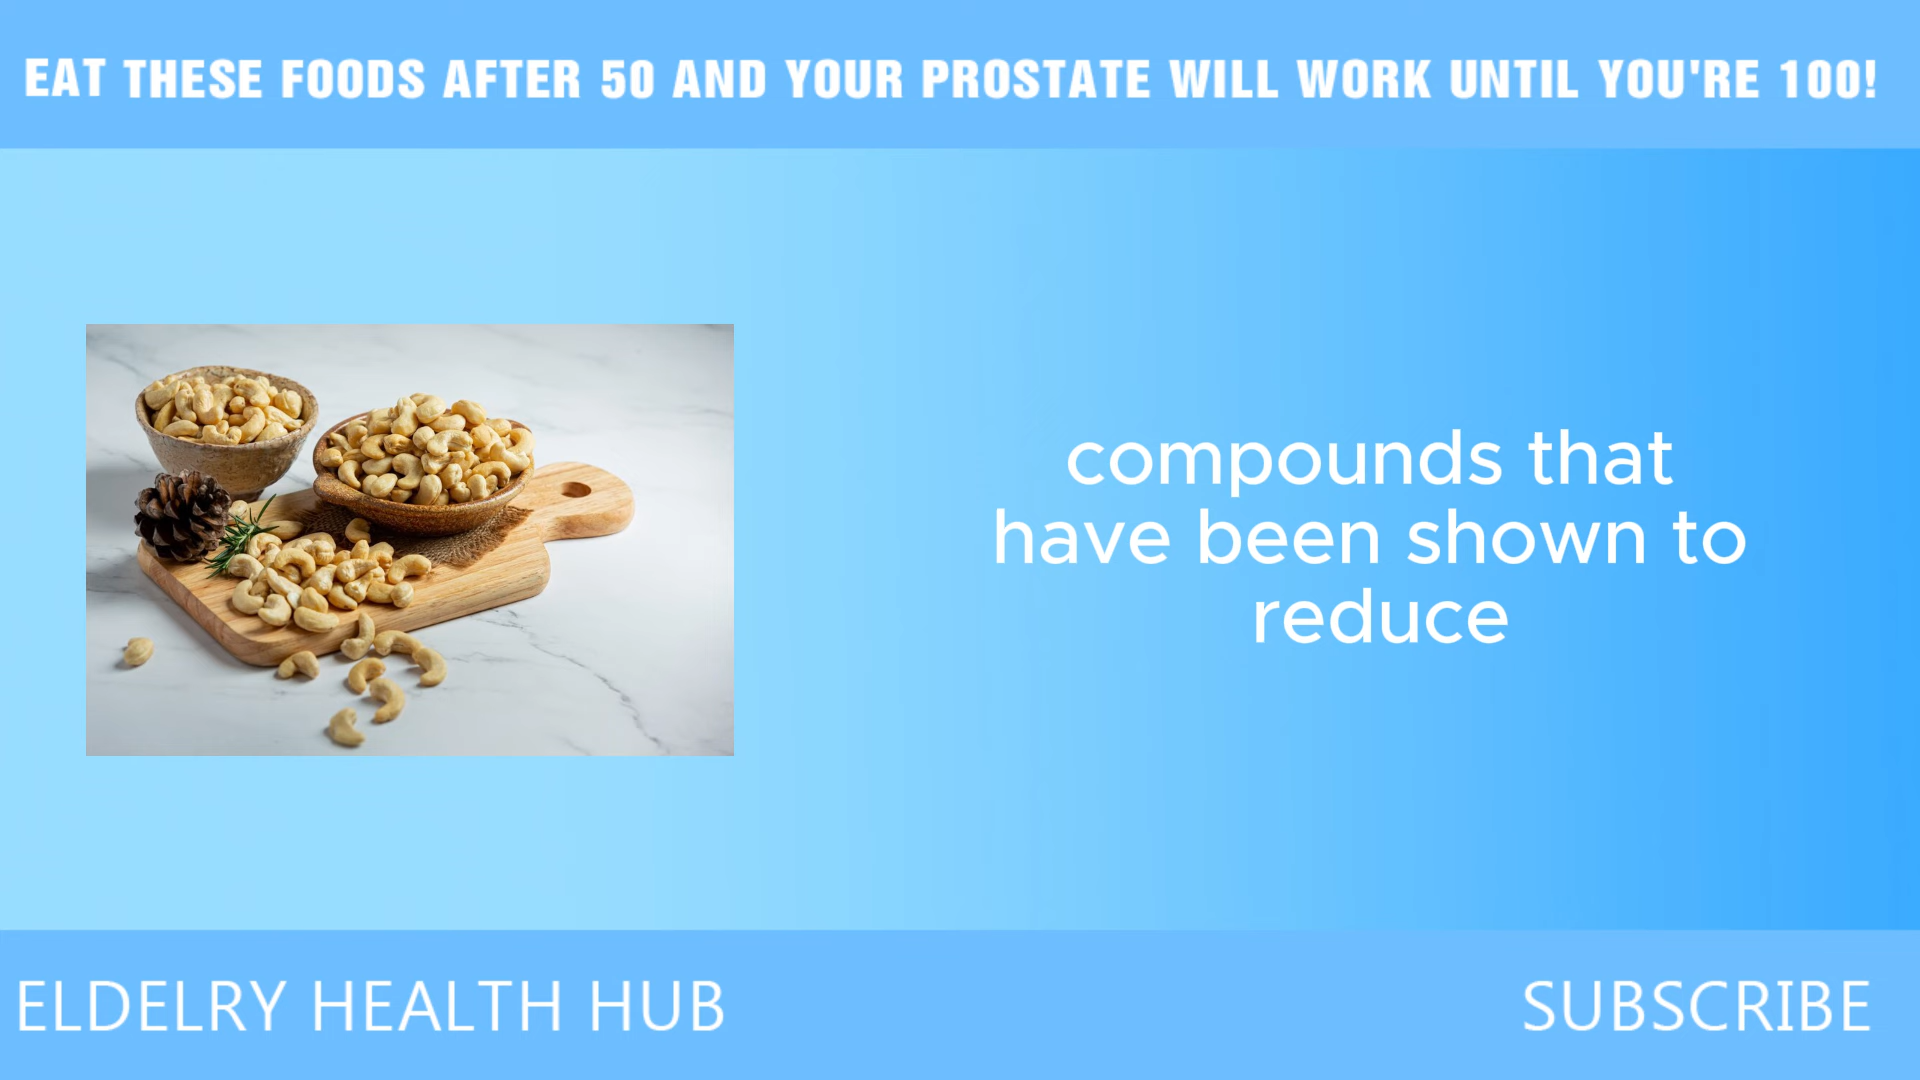 EAT THESE FOODS AFTER 50 AND YOUR PROSTATE WILL WORK UNTIL YOU'RE 100!
compounds that
have been shown to
reduce
ELDELRY HEALTH HUB
SUBSCRIBE